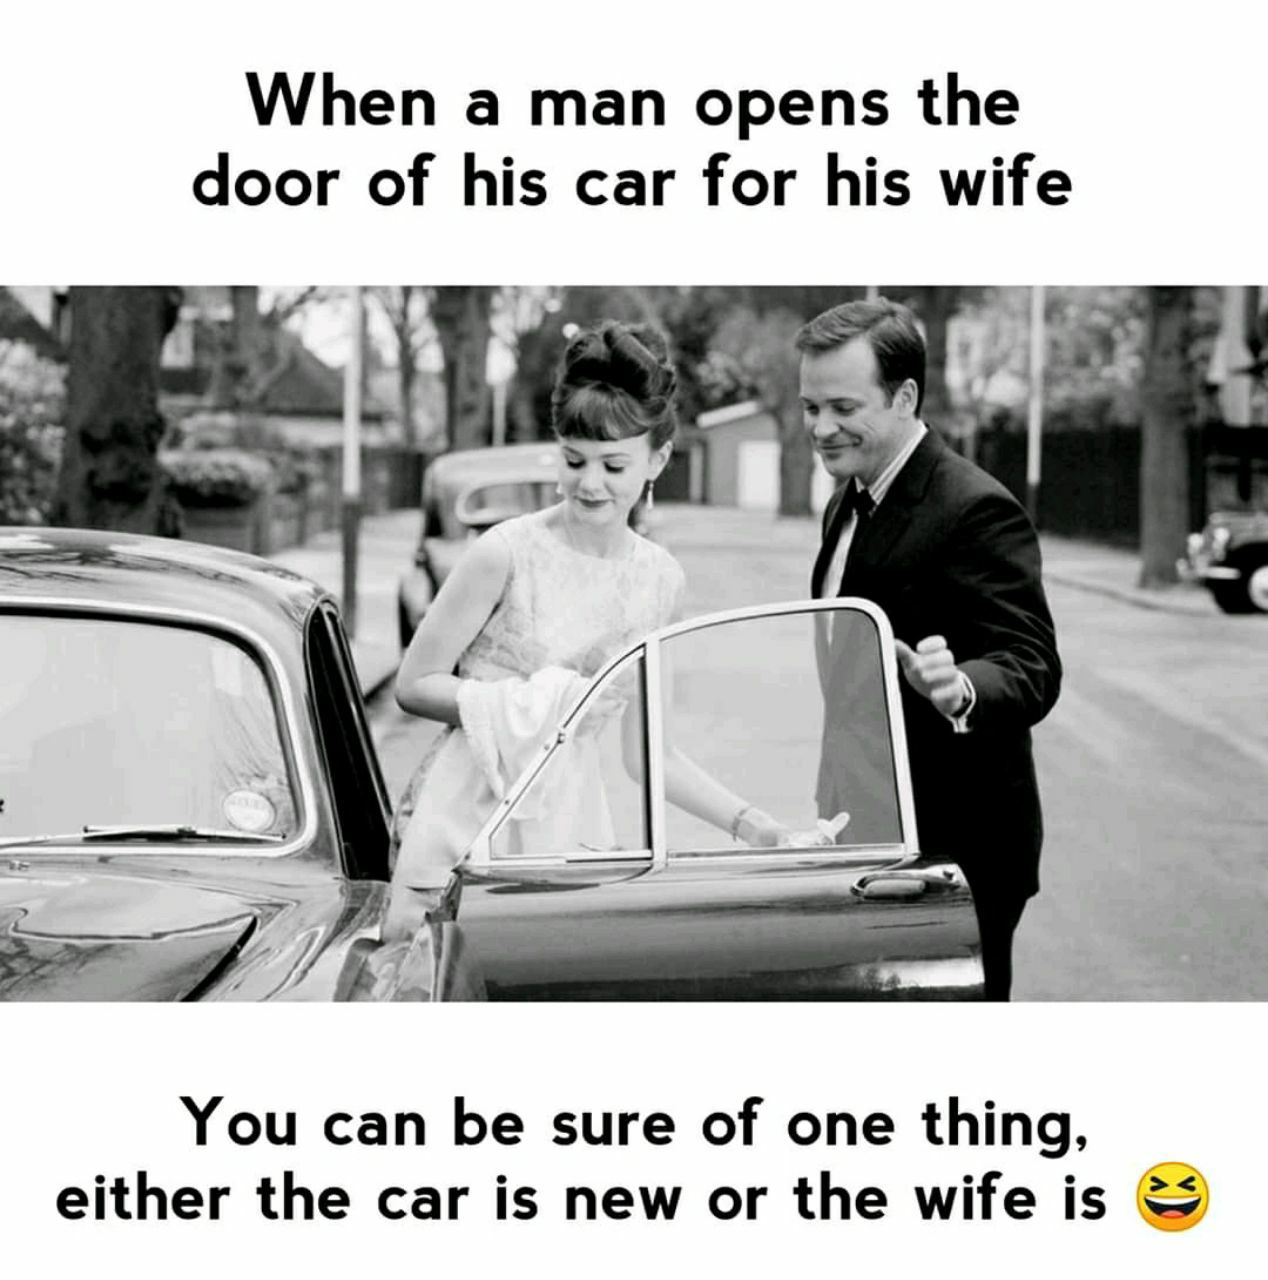 When a man opens the
door of his car for his wife
You can be sure of one thing,
either the car is new or the wife is 😆